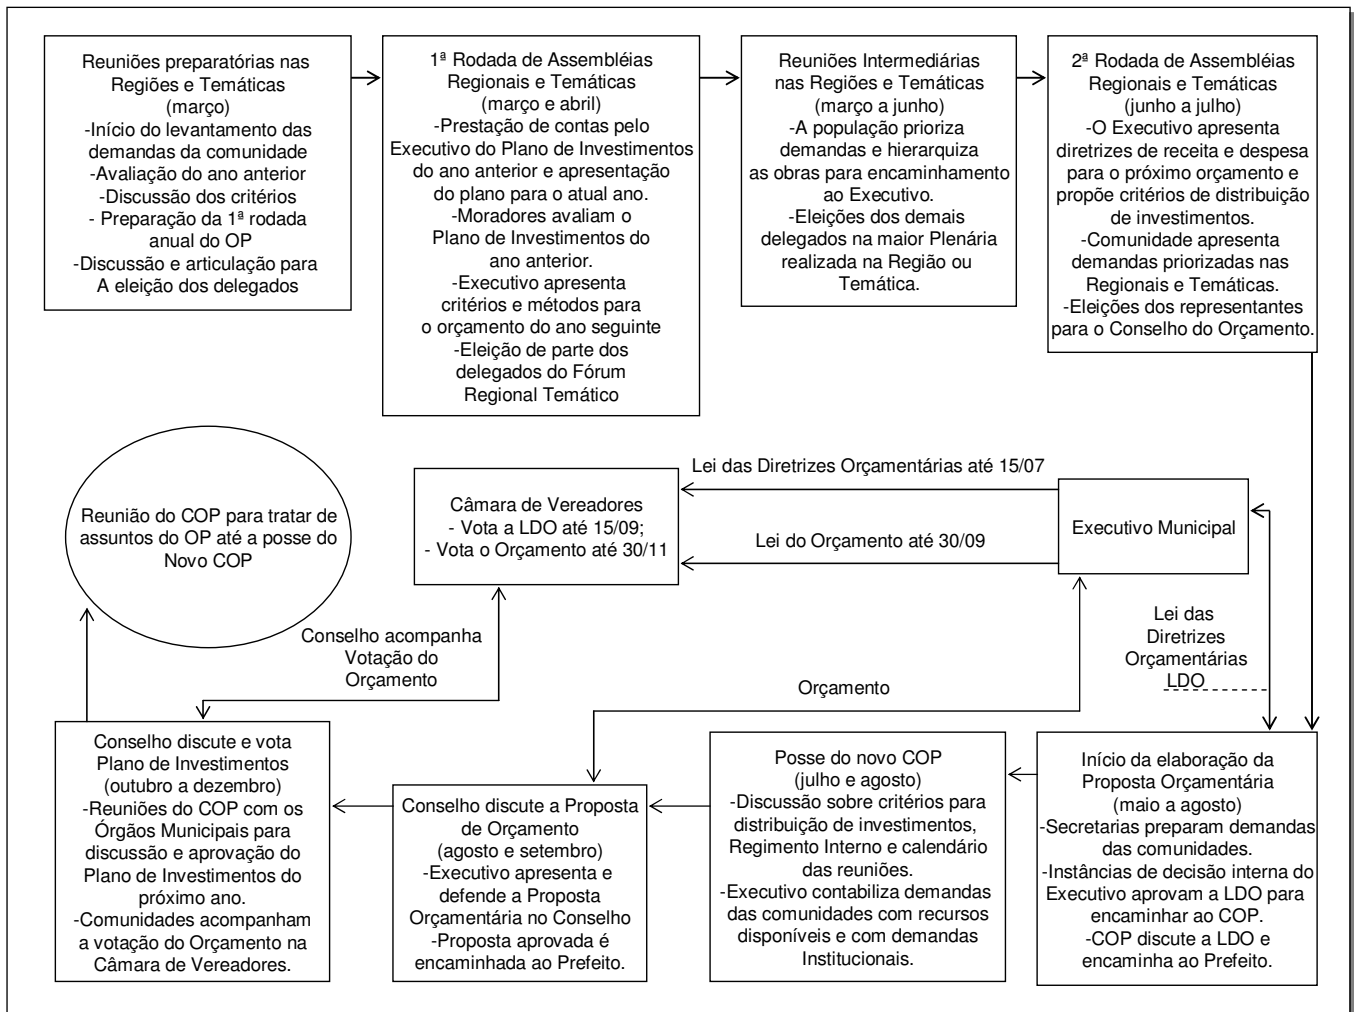 Reuniões preparatórias nas
Regiões e Temáticas
(março)
-Início do levantamento das
demandas da comunidade
-Avaliação do ano anterior
-Discussão dos critérios
- Preparação da 1ª rodada
anual do OP
-Discussão e articulação para
A eleição dos delegados
1ª Rodada de Assembléias
Regionais e Temáticas
(março e abril)
-Prestação de contas pelo
Executivo do Plano de Investimentos
do ano anterior e apresentação
do plano para o atual ano.
-Moradores avaliam o
Plano de Investimentos do
ano anterior.
-Executivo apresenta
critérios e métodos para
o orçamento do ano seguinte
-Eleição de parte dos
delegados do Fórum
Regional Temático
Reuniões Intermediárias
nas Regiões e Temáticas
(março a junho)
-A população prioriza
demandas e hierarquiza
as obras para encaminhamento
ao Executivo.
-Eleições dos demais
delegados na maior Plenária
realizada na Região ou
Temática.
2ª Rodada de Assembléias
Regionais e Temáticas
(junho a julho)
-O Executivo apresenta
diretrizes de receita e despesa
para o próximo orçamento e
propõe critérios de distribuição
de investimentos.
-Comunidade apresenta
demandas priorizadas nas
Regionais e Temáticas.
-Eleições dos representantes
para o Conselho do Orçamento.
Reunião do COP para tratar de
assuntos do OP até a posse do
Novo COP
Câmara de Vereadores
- Vota a LDO até 15/09;
- Vota o Orçamento até 30/11
Lei das Diretrizes Orçamentárias até 15/07
Lei do Orçamento até 30/09
Executivo Municipal
Conselho acompanha
Votação do
Orçamento
Orçamento
Lei das
Diretrizes
Orçamentárias
LDO
Conselho discute e vota
Plano de Investimentos
(outubro a dezembro)
-Reuniões do COP com os
Órgãos Municipais para
discussão e aprovação do
Plano de Investimentos do
próximo ano.
-Comunidades acompanham
a votação do Orçamento na
Câmara de Vereadores.
Conselho discute a Proposta
de Orçamento
(agosto e setembro)
-Executivo apresenta e
defende a Proposta
Orçamentária no Conselho
-Proposta aprovada é
encaminhada ao Prefeito.
Posse do novo COP
(julho e agosto)
-Discussão sobre critérios para
distribuição de investimentos,
Regimento Interno e calendário
das reuniões.
-Executivo contabiliza demandas
das comunidades com recursos
disponíveis e com demandas
Institucionais.
Início da elaboração da
Proposta Orçamentária
(maio a agosto)
-Secretarias preparam demandas
das comunidades.
-Instâncias de decisão interna do
Executivo aprovam a LDO para
encaminhar ao COP.
-COP discute a LDO e
encaminha ao Prefeito.